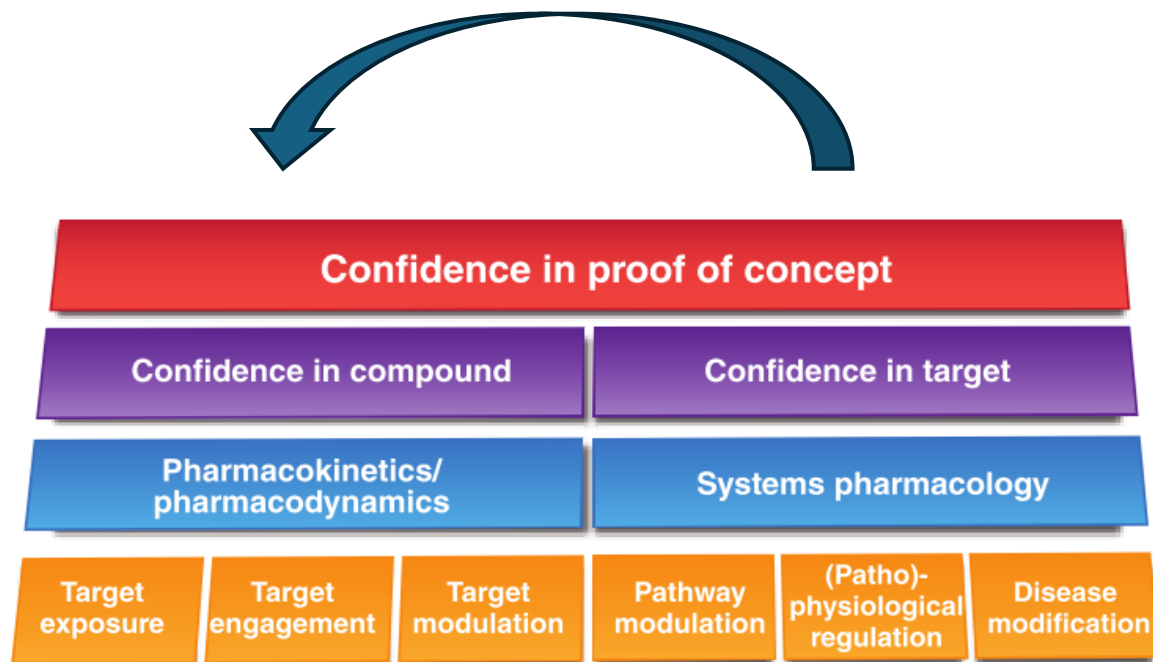 Confidence in proof of concept
Confidence in compound
Confidence in target
Pharmacokinetics/
pharmacodynamics
Systems pharmacology
Target
exposure
Target
engagement
Target
modulation
Pathway
modulation
(Patho)-
physiological
regulation
Disease
modification